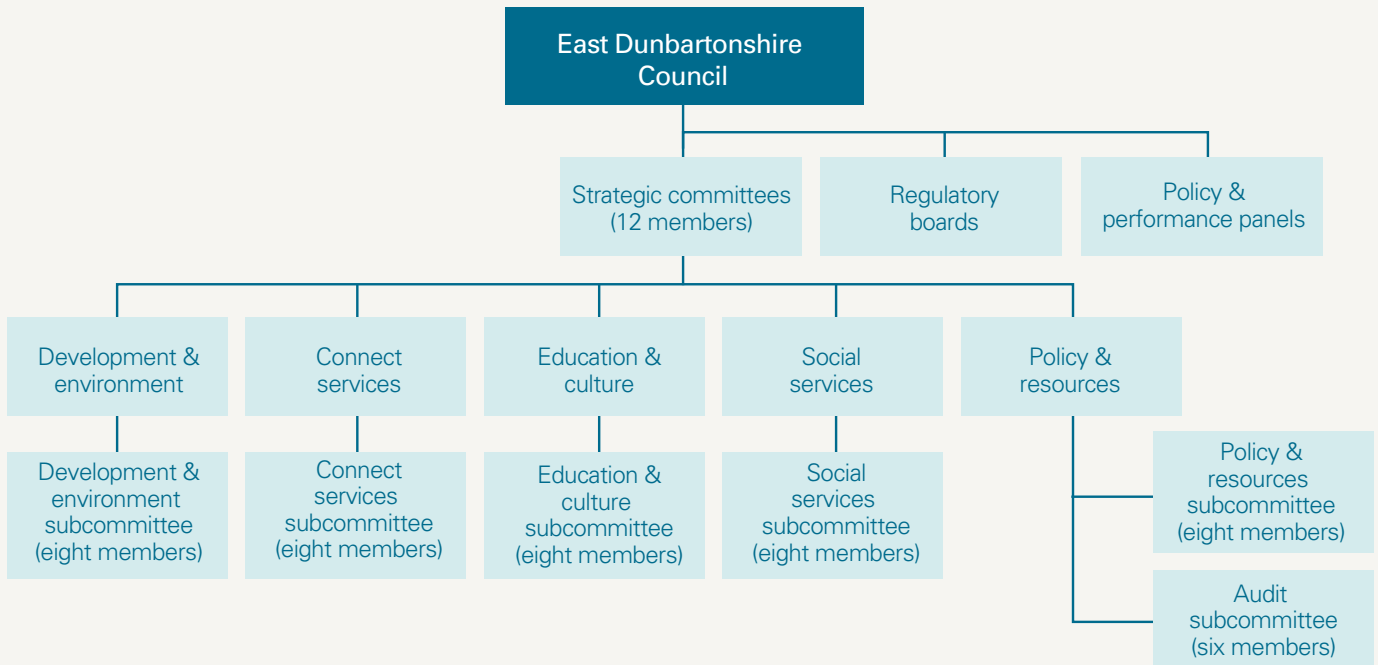 East Dunbartonshire
Council
Strategic committees
(12 members)
Regulatory
boards
Policy &
performance panels
Development &
environment
Connect
services
Education &
culture
Social
services
Policy &
resources
Development &
environment
subcommittee
(eight members)
Connect
services
subcommittee
(eight members)
Education &
culture
subcommittee
(eight members)
Social
services
subcommittee
(eight members)
Policy &
resources
subcommittee
(eight members)
Audit
subcommittee
(six members)